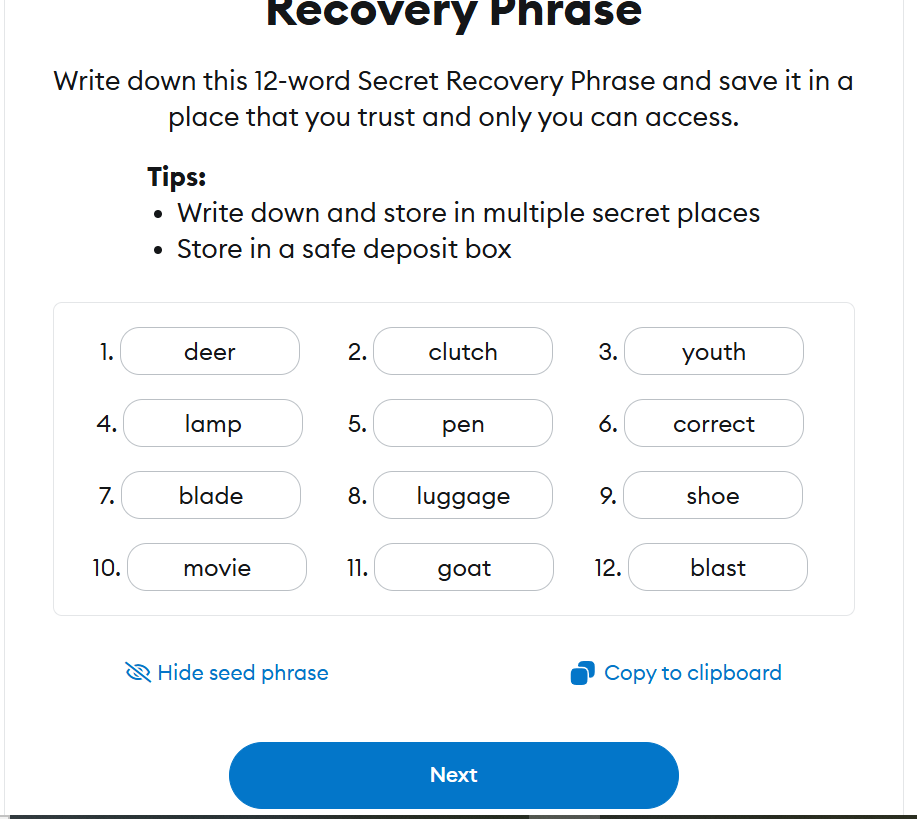 Recovery Phrase
Write down this 12-word Secret Recovery Phrase and save it in a
place that you trust and only you can access.
Tips:
• Write down and store in multiple secret places
• Store in a safe deposit box
1. deer 2. clutch 3. youth
4. lamp 5. pen 6. correct
7. blade 8. luggage 9. shoe
10. movie 11. goat 12. blast
Hide seed phrase Copy to clipboard
Next